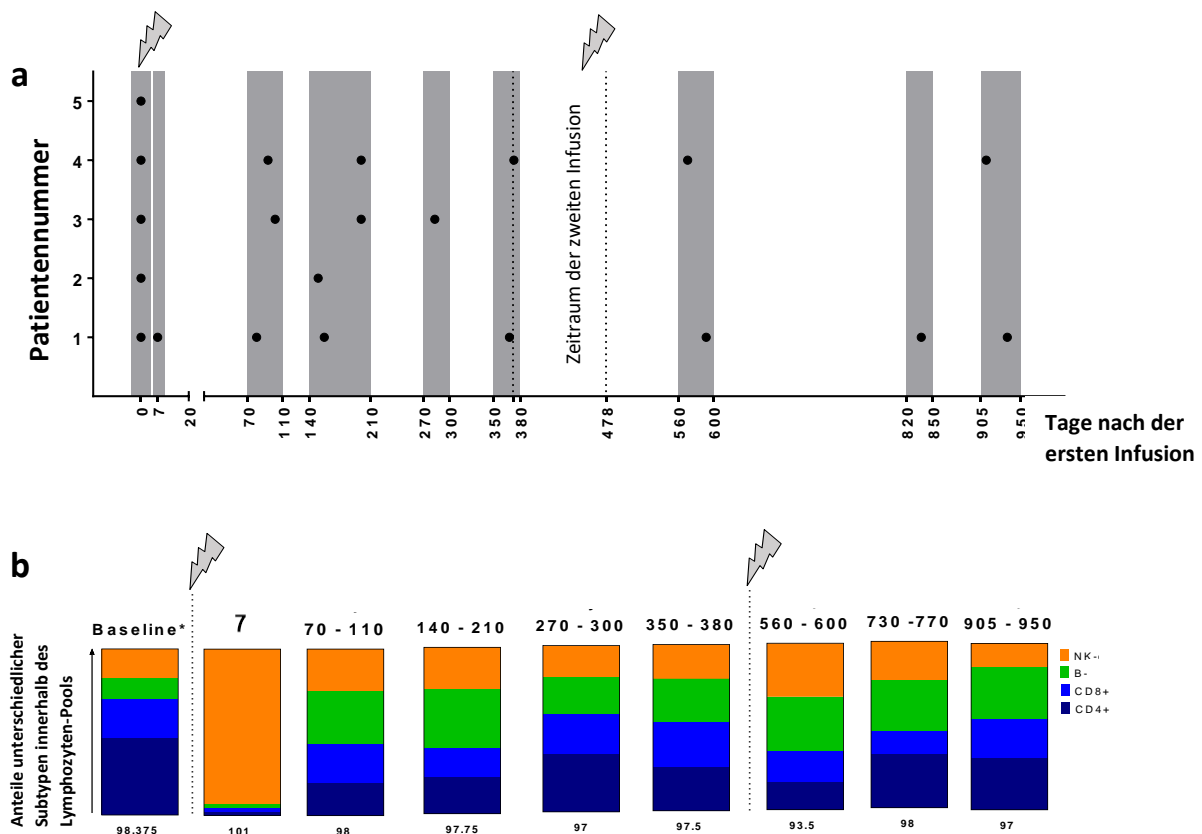 a
Patientennummer
5
4
3
2
1
Zeitraum der zweiten Infusion
0
7
20
70
110
140
210
270
300
350
380
478
560
600
820
850
905
950
Tage nach der
ersten Infusion
b
Anteile unterschiedlicher
Subtypen innerhalb des
Lymphozyten-Pools
Baseline*
7
70 - 110
140 - 210
270 - 300
350 - 380
560 - 600
730 -770
905 - 950
NK-
B-
CD8+
CD4+
98.375
101
98
97.75
97
97.5
93.5
98
97